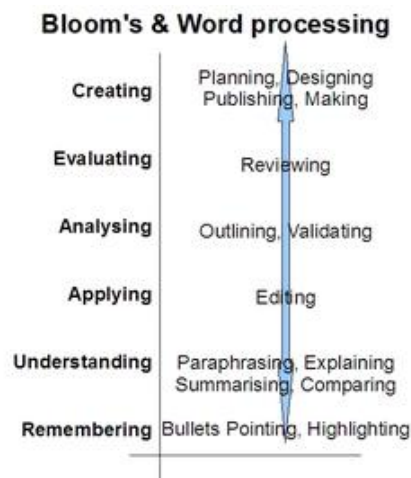 Bloom's & Word processing
Creating
Planning, Designing
Publishing, Making
Evaluating
Reviewing
Analysing
Outlining, Validating
Applying
Editing
Understanding
Paraphrasing, Explaining
Summarising, Comparing
Remembering
Bullets Pointing, Highlighting